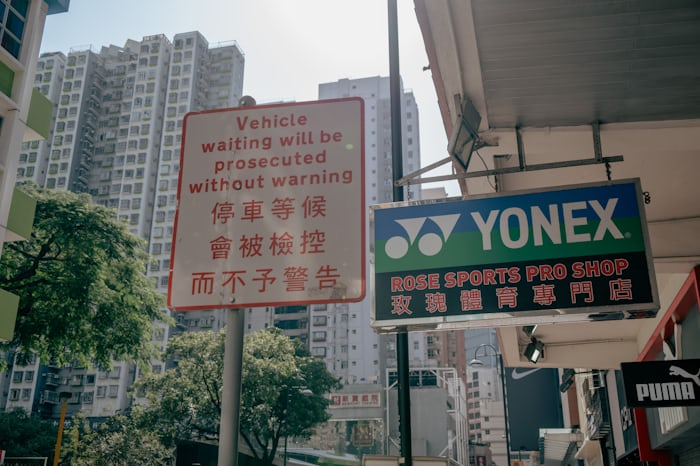 Vehicle
waiting will be
prosecuted
without warning
停車等候
會被檢控
而不予警告
YONEX
ROSE SPORTS PRO SHOP
玫瑰體育專門店
PUMA